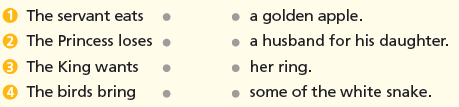 1 The servant eats a golden apple.
2 The Princess loses a husband for his daughter.
3 The King wants her ring.
4 The birds bring some of the white snake.